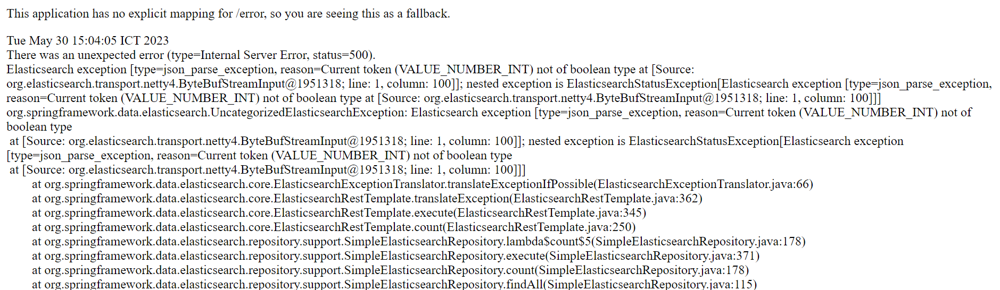 This application has no explicit mapping for /error, so you are seeing this as a fallback.
Tue May 30 15:04:05 ICT 2023
There was an unexpected error (type=Internal Server Error, status=500).
Elasticsearch exception [type=json_parse_exception, reason=Current token (VALUE_NUMBER_INT) not of boolean type at [Source:
org.elasticsearch.transport.netty4.ByteBufStreamInput@1951318; line: 1, column: 100]]; nested exception is ElasticsearchStatusException[Elasticsearch exception [type=json_parse_exception,
reason=Current token (VALUE_NUMBER_INT) not of boolean type at [Source: org.elasticsearch.transport.netty4.ByteBufStreamInput@1951318; line: 1, column: 100]]]
org.springframework.data.elasticsearch.UncategorizedElasticsearchException: Elasticsearch exception [type=json_parse_exception, reason=Current token (VALUE_NUMBER_INT) not of
boolean type
at [Source: org.elasticsearch.transport.netty4.ByteBufStreamInput@1951318; line: 1, column: 100]]; nested exception is ElasticsearchStatusException[Elasticsearch exception
[type=json_parse_exception, reason=Current token (VALUE_NUMBER_INT) not of boolean type
at [Source: org.elasticsearch.transport.netty4.ByteBufStreamInput@1951318; line: 1, column: 100]]]
at org.springframework.data.elasticsearch.core.ElasticsearchExceptionTranslator.translateExceptionIfPossible(ElasticsearchExceptionTranslator.java:66)
at org.springframework.data.elasticsearch.core.ElasticsearchRestTemplate.translateException(ElasticsearchRestTemplate.java:362)
at org.springframework.data.elasticsearch.core.ElasticsearchRestTemplate.execute(ElasticsearchRestTemplate.java:345)
at org.springframework.data.elasticsearch.core.ElasticsearchRestTemplate.count(ElasticsearchRestTemplate.java:250)
at org.springframework.data.elasticsearch.repository.support.SimpleElasticsearchRepository.lambda$count$5(SimpleElasticsearchRepository.java:178)
at org.springframework.data.elasticsearch.repository.support.SimpleElasticsearchRepository.execute(SimpleElasticsearchRepository.java:371)
at org.springframework.data.elasticsearch.repository.support.SimpleElasticsearchRepository.count(SimpleElasticsearchRepository.java:178)
at org.springframework.data.elasticsearch.repository.support.SimpleElasticsearchRepository.findAll(SimpleElasticsearchRepository.java:115)